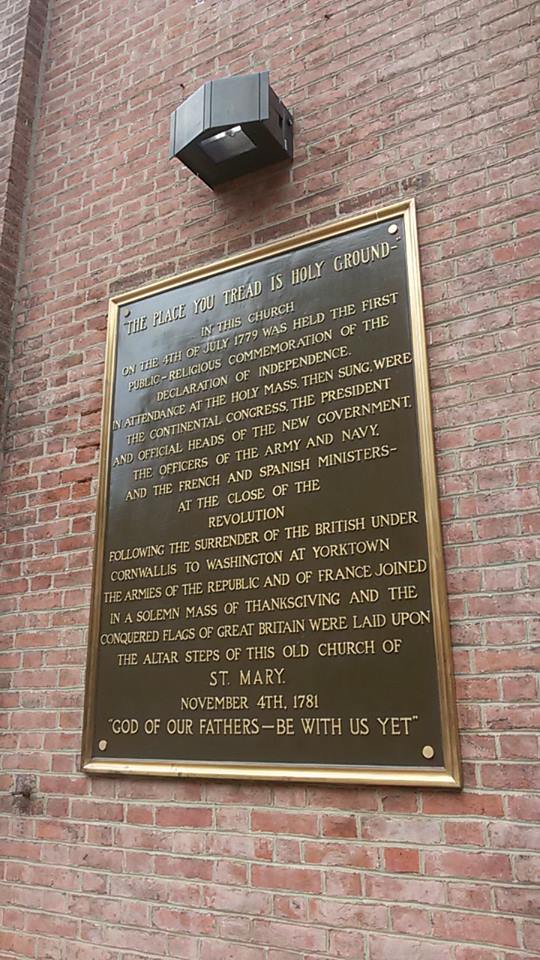 "THE PLACE YOU TREAD IS HOLY GROUND-"
IN THIS CHURCH
ON THE 4TH OF JULY 1779 WAS HELD THE FIRST
PUBLIC-RELIGIOUS COMMEMORATION OF THE
DECLARATION OF INDEPENDENCE.
IN ATTENDANCE AT THE HOLY MASS, THEN SUNG, WERE
THE CONTINENTAL CONGRESS, THE PRESIDENT
AND OFFICIAL HEADS OF THE NEW GOVERNMENT,
THE OFFICERS OF THE ARMY AND NAVY,
AND THE FRENCH AND SPANISH MINISTERS-
AT THE CLOSE OF THE
REVOLUTION
FOLLOWING THE SURRENDER OF THE BRITISH UNDER
CORNWALLIS TO WASHINGTON AT YORKTOWN
THE ARMIES OF THE REPUBLIC AND OF FRANCE JOINED
IN A SOLEMN MASS OF THANKSGIVING AND THE
CONQUERED FLAGS OF GREAT BRITAIN WERE LAID UPON
THE ALTAR STEPS OF THIS OLD CHURCH OF
ST. MARY.
NOVEMBER 4TH, 1781
"GOD OF OUR FATHERS—BE WITH US YET"